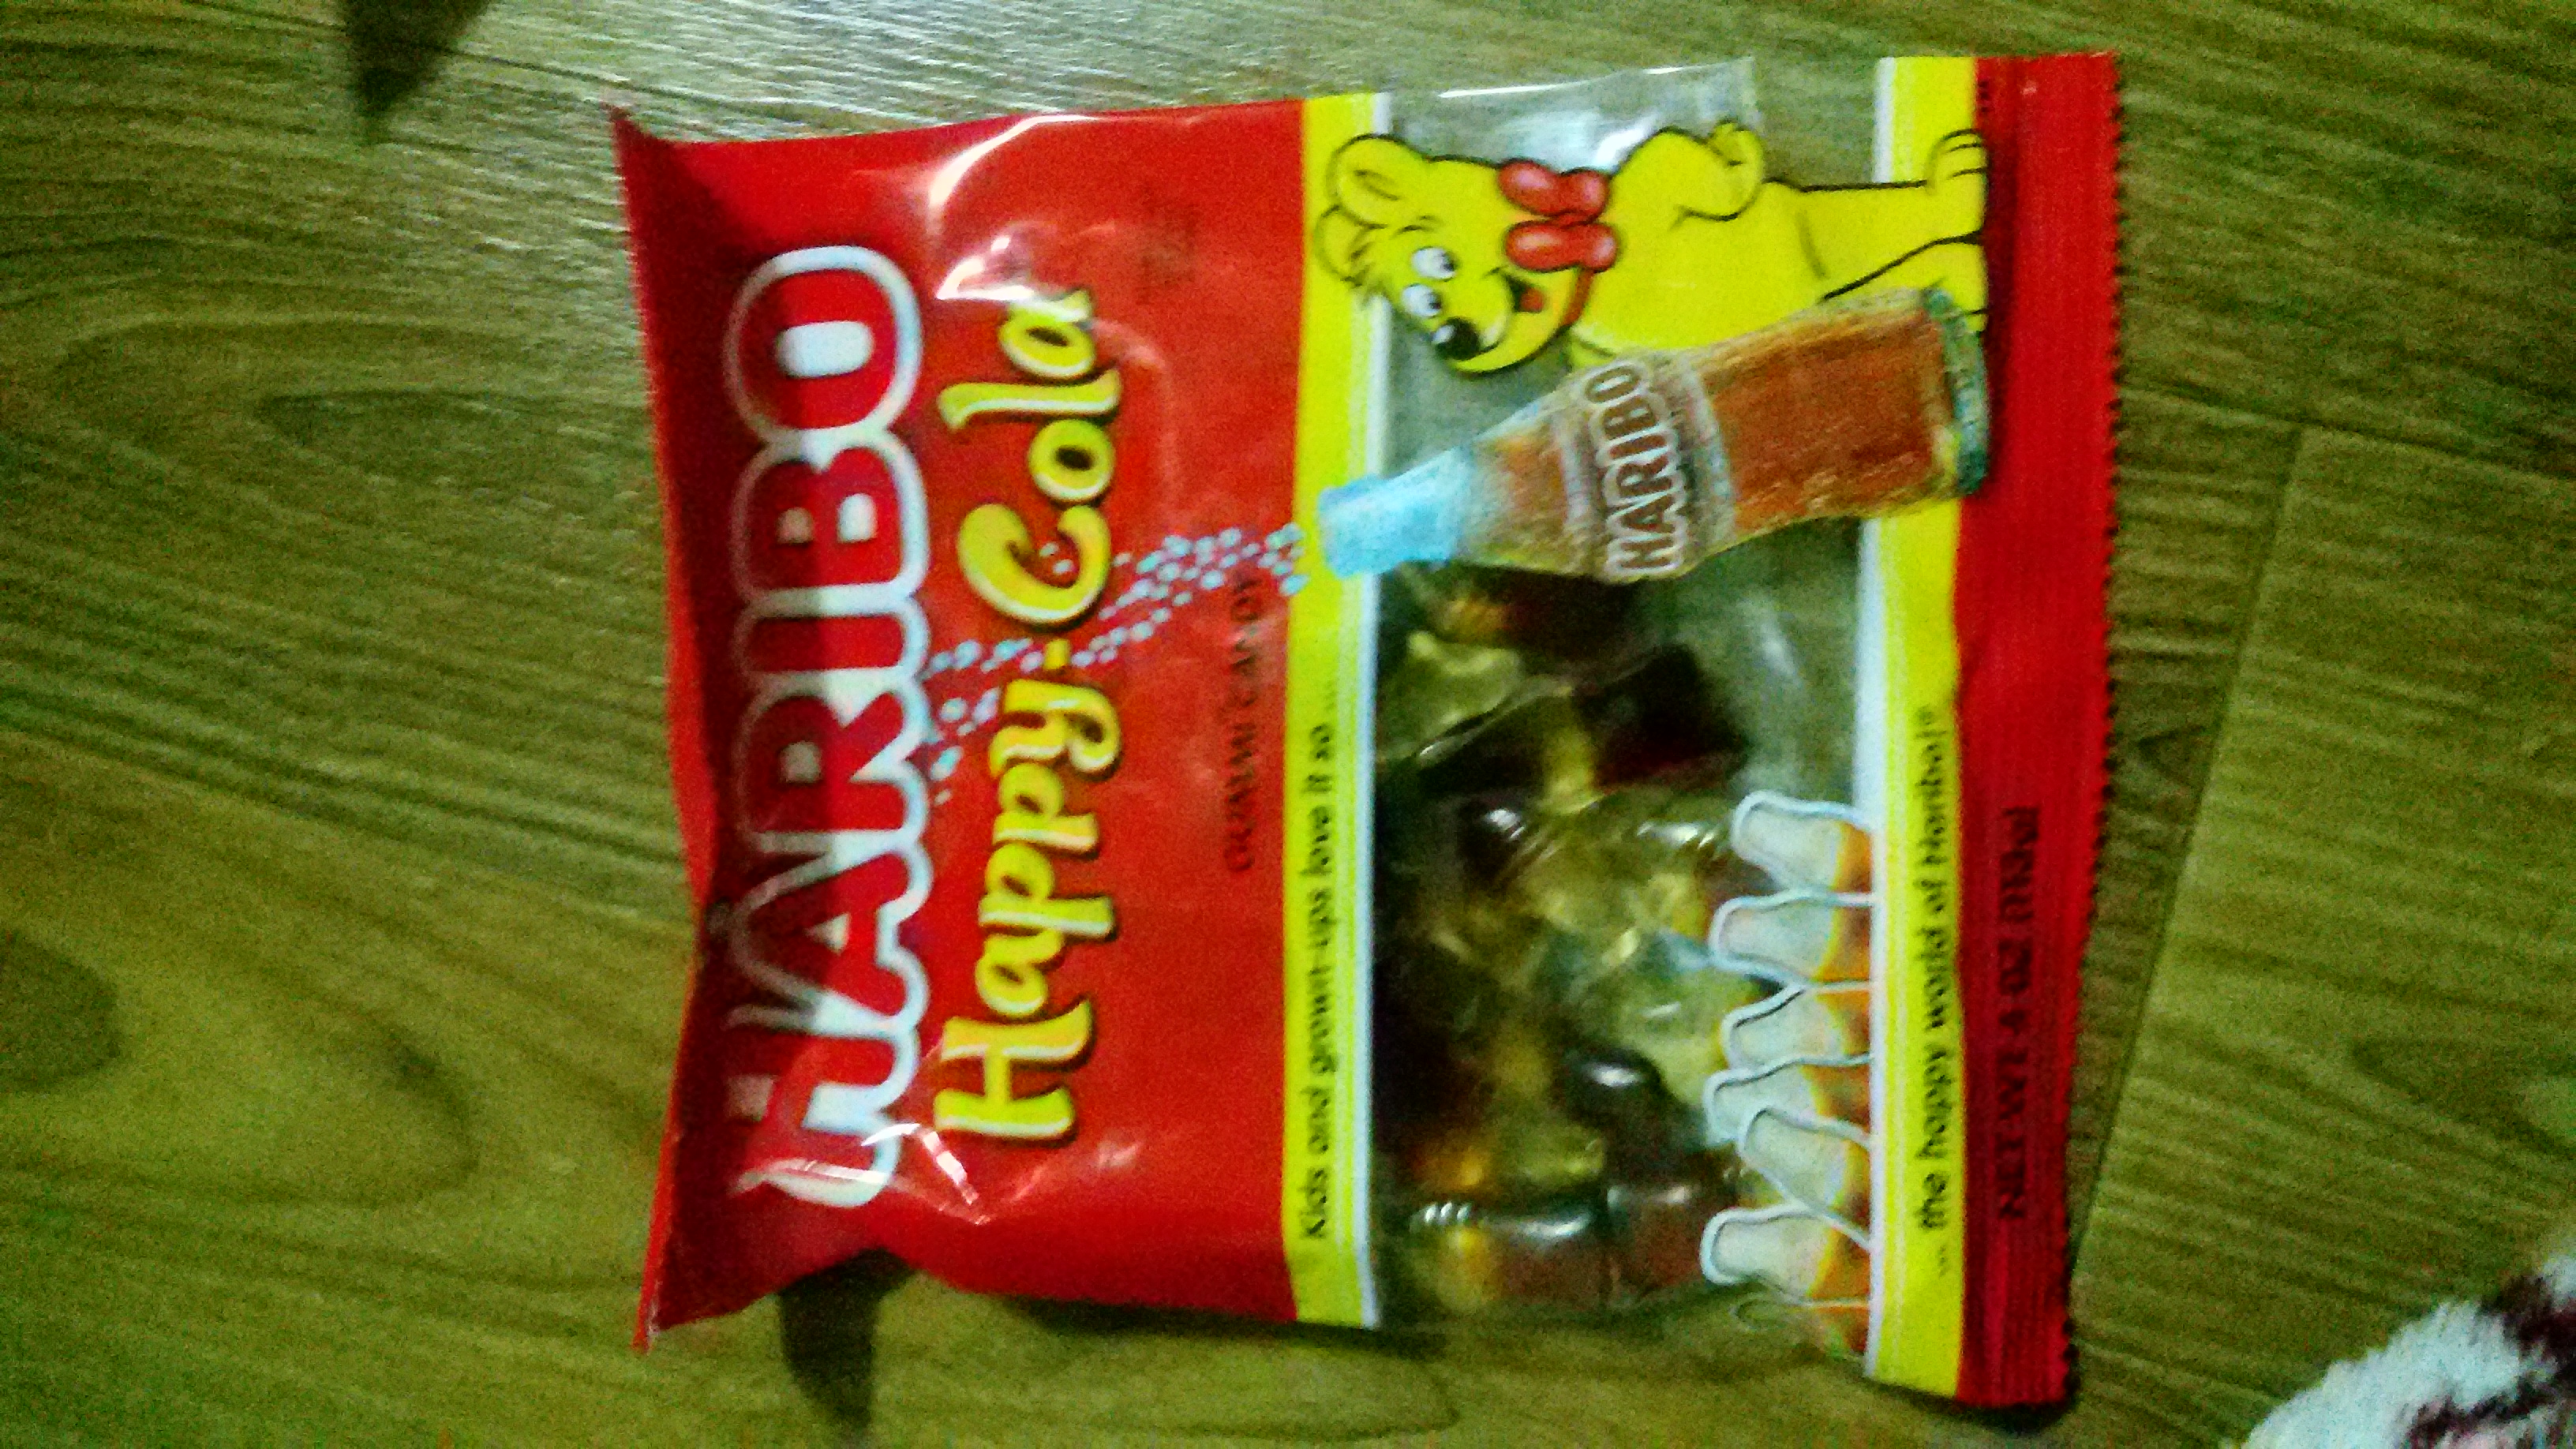 HARIBO
Happy-Cola
GUMMI CANDY
Kids and grown-ups love it so ...
HARIBO
... the happy world of Haribo!®
NET WT. 4 OZ (113g)